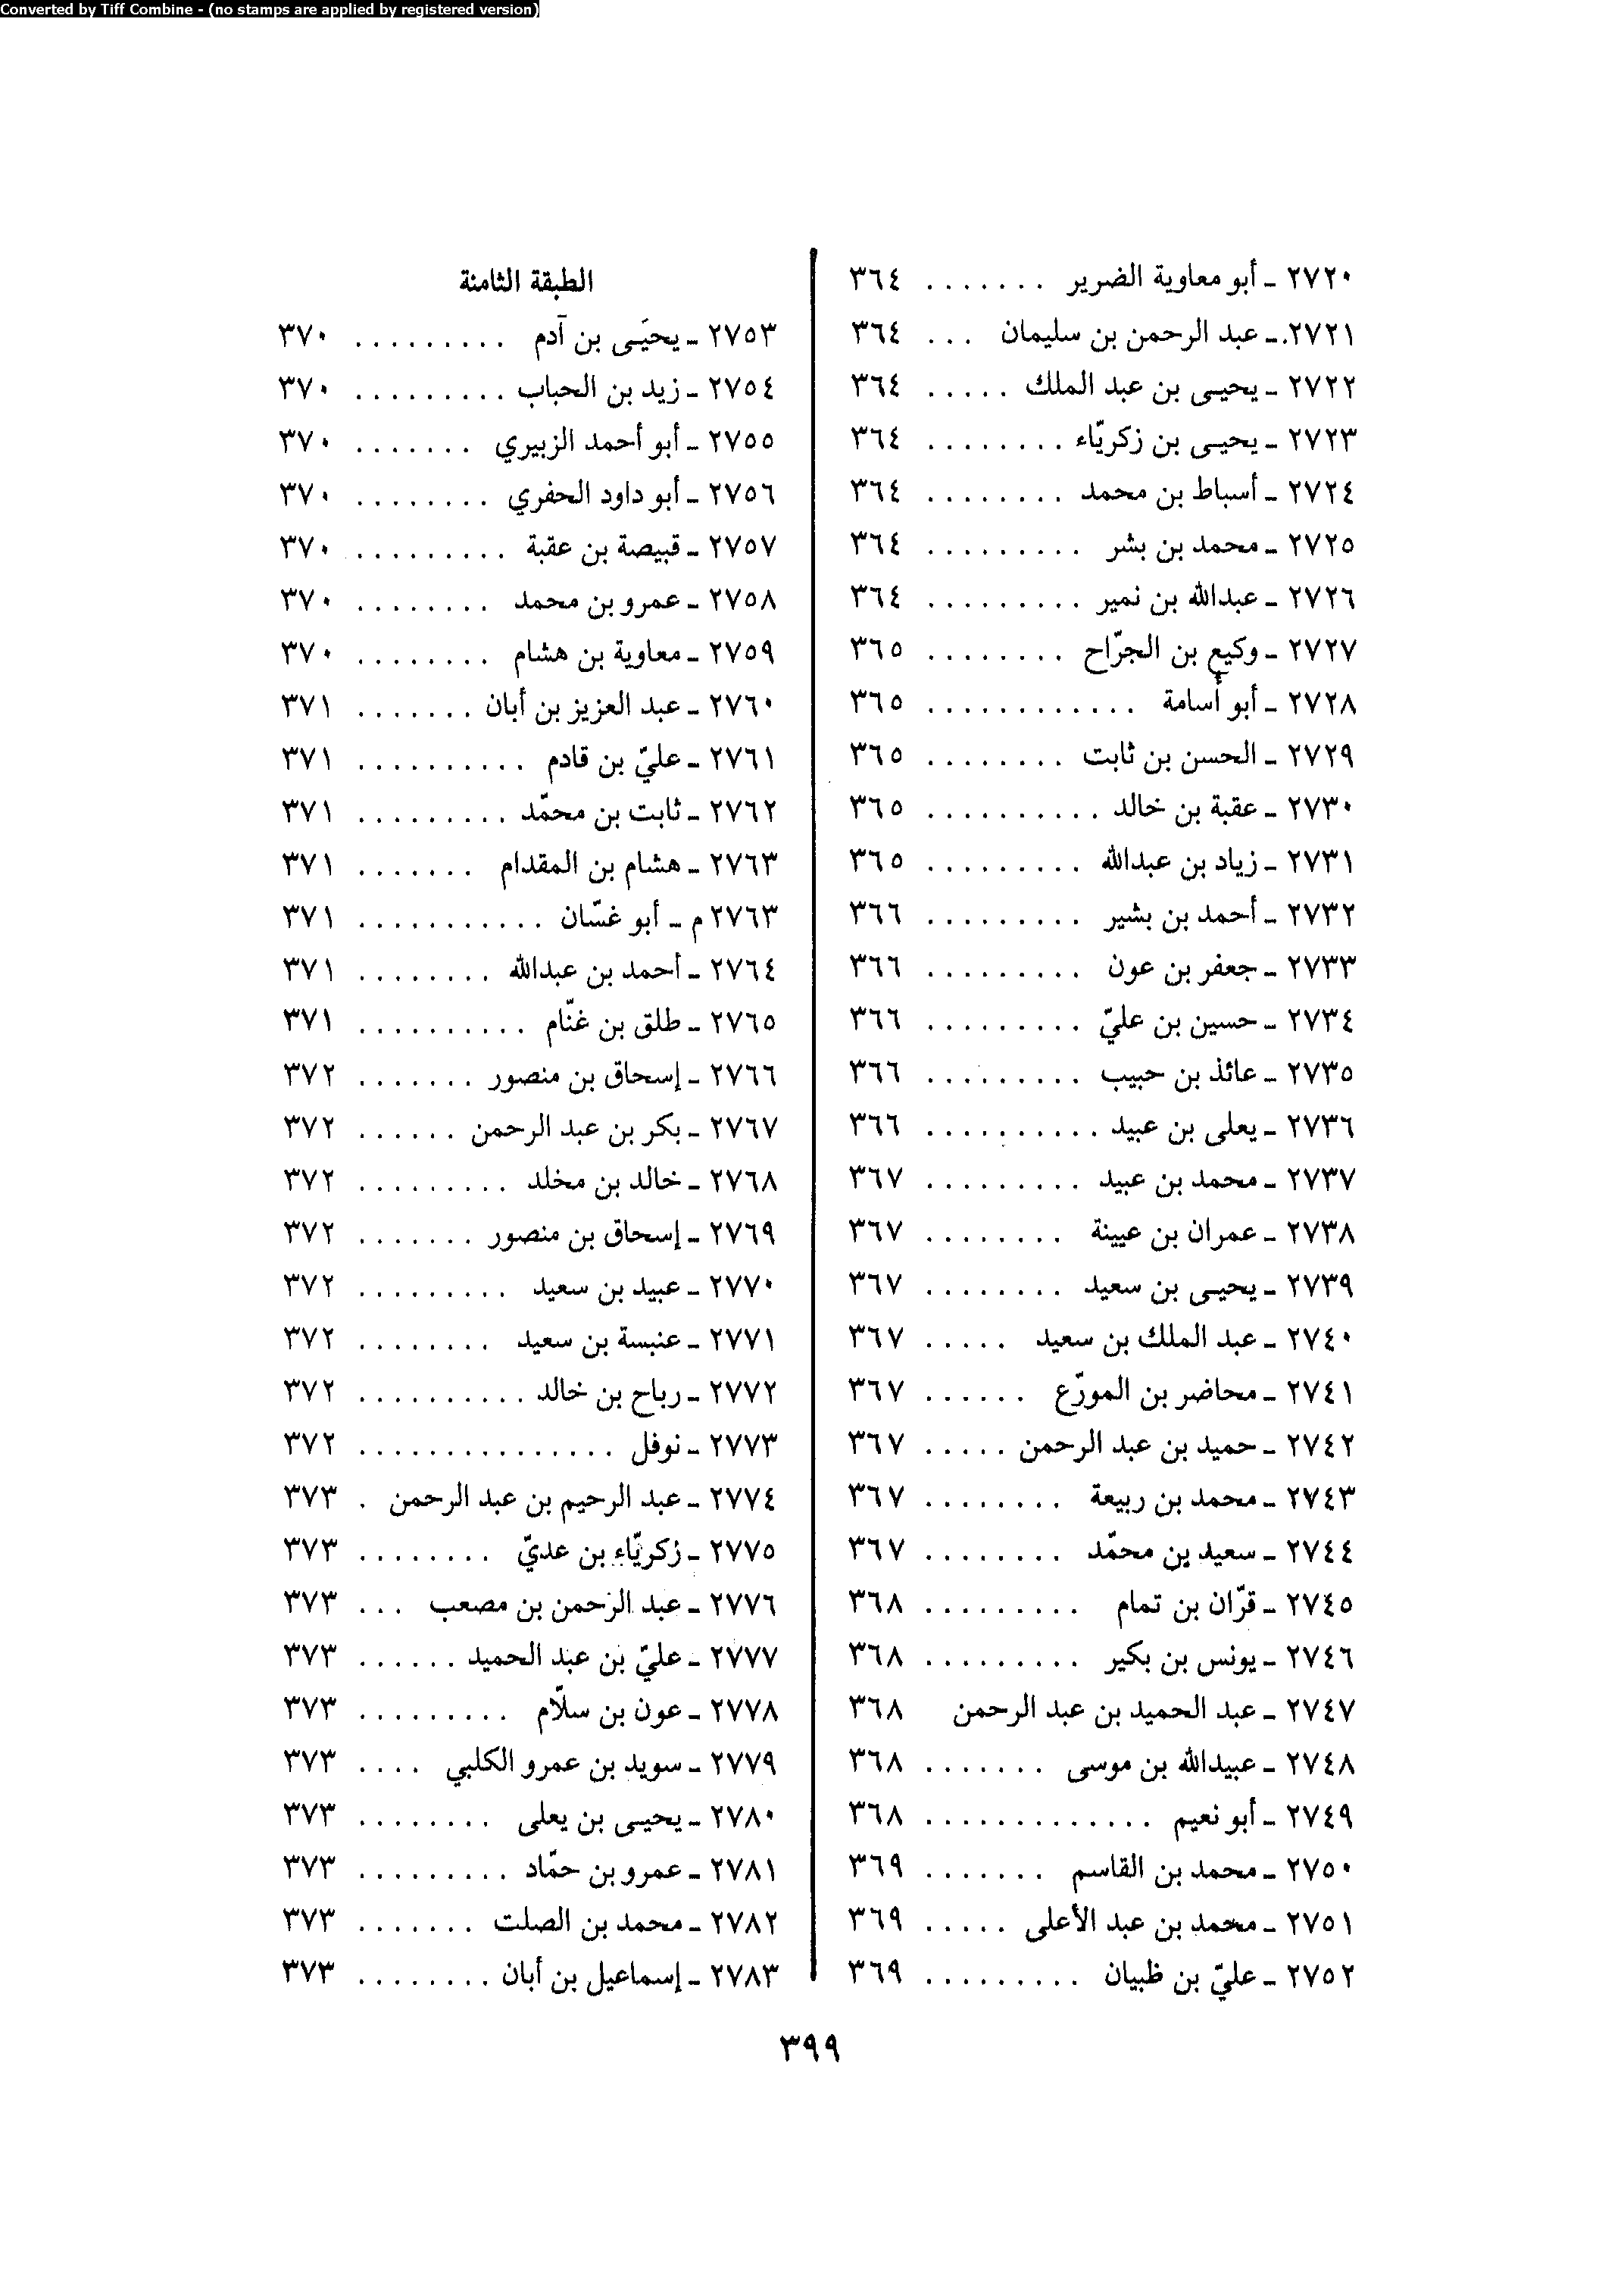 Converted by Tiff Combine - (no stamps are applied by registered version)
٢٧٢٠ - أبو معاوية الضرير ....... ٣٦٤
٢٧٢١. - عبد الرحمن بن سليمان ... ٣٦٤
٢٧٢٢ - يحيى بن عبد الملك ..... ٣٦٤
٢٧٢٣ - يحيى بن زكريّاء ........ ٣٦٤
٢٧٢٤ - أسباط بن محمد ........ ٣٦٤
٢٧٢٥ - محمد بن بشر ......... ٣٦٤
٢٧٢٦ - عبدالله بن نمير ......... ٣٦٤
٢٧٢٧ - وكيع بن الجرّاح ........ ٣٦٥
٢٧٢٨ - أبو أسامة ............ ٣٦٥
٢٧٢٩ - الحسن بن ثابت ........ ٣٦٥
٢٧٣٠ - عقبة بن خالد .......... ٣٦٥
٢٧٣١ - زياد بن عبدالله ......... ٣٦٥
٢٧٣٢ - أحمد بن بشير ......... ٣٦٦
٢٧٣٣ - جعفر بن عون ......... ٣٦٦
٢٧٣٤ - حسين بن عليّ ......... ٣٦٦
٢٧٣٥ - عائذ بن حبيب ......... ٣٦٦
٢٧٣٦ - يعلى بن عبيد .......... ٣٦٦
٢٧٣٧ - محمد بن عبيد ......... ٣٦٧
٢٧٣٨ - عمران بن عيينة ........ ٣٦٧
٢٧٣٩ - يحيى بن سعيد ........ ٣٦٧
٢٧٤٠ - عبد الملك بن سعيد ..... ٣٦٧
٢٧٤١ - محاضر بن المورّع ...... ٣٦٧
٢٧٤٢ - حميد بن عبد الرحمن ..... ٣٦٧
٢٧٤٣ - محمد بن ربيعة ........ ٣٦٧
٢٧٤٤ - سعيد بن محمّد ........ ٣٦٧
٢٧٤٥ - قرّان بن تمام ......... ٣٦٨
٢٧٤٦ - يونس بن بكير ......... ٣٦٨
٢٧٤٧ - عبد الحميد بن عبد الرحمن ٣٦٨
٢٧٤٨ - عبيدالله بن موسى ....... ٣٦٨
٢٧٤٩ - أبو نعيم ............. ٣٦٨
٢٧٥٠ - محمد بن القاسم ....... ٣٦٩
٢٧٥١ - محمد بن عبد الأعلى ..... ٣٦٩
٢٧٥٢ - عليّ بن ظبيان ......... ٣٦٩
الطبقة الثامنة
٢٧٥٣ - يحيَى بن آدم ......... ٣٧٠
٢٧٥٤ - زيد بن الحباب ......... ٣٧٠
٢٧٥٥ - أبو أحمد الزبيري ....... ٣٧٠
٢٧٥٦ - أبو داود الحفري ........ ٣٧٠
٢٧٥٧ - قبيصة بن عقبة ......... ٣٧٠
٢٧٥٨ - عمرو بن محمد ........ ٣٧٠
٢٧٥٩ - معاوية بن هشام ........ ٣٧٠
٢٧٦٠ - عبد العزيز بن أبان ....... ٣٧١
٢٧٦١ - عليّ بن قادم .......... ٣٧١
٢٧٦٢ - ثابت بن محمّد ......... ٣٧١
٢٧٦٣ - هشام بن المقدام ....... ٣٧١
٢٧٦٣ م - أبو غسّان ........... ٣٧١
٢٧٦٤ - أحمد بن عبدالله ........ ٣٧١
٢٧٦٥ - طلق بن غنّام .......... ٣٧١
٢٧٦٦ - إسحاق بن منصور ....... ٣٧٢
٢٧٦٧ - بكر بن عبد الرحمن ...... ٣٧٢
٢٧٦٨ - خالد بن مخلد ......... ٣٧٢
٢٧٦٩ - إسحاق بن منصور ....... ٣٧٢
٢٧٧٠ - عبيد بن سعيد ......... ٣٧٢
٢٧٧١ - عنبسة بن سعيد ........ ٣٧٢
٢٧٧٢ - رباح بن خالد .......... ٣٧٢
٢٧٧٣ - نوفل ............... ٣٧٢
٢٧٧٤ - عبد الرحيم بن عبد الرحمن . ٣٧٣
٢٧٧٥ - زكريّاء بن عديّ ........ ٣٧٣
٢٧٧٦ - عبد الرحمن بن مصعب ... ٣٧٣
٢٧٧٧ - عليّ بن عبد الحميد ...... ٣٧٣
٢٧٧٨ - عون بن سلّام ......... ٣٧٣
٢٧٧٩ - سويد بن عمرو الكلبي .... ٣٧٣
٢٧٨٠ - يحيى بن يعلى ........ ٣٧٣
٢٧٨١ - عمرو بن حمّاد ......... ٣٧٣
٢٧٨٢ - محمد بن الصلت ....... ٣٧٣
٢٧٨٣ - إسماعيل بن أبان ........ ٣٧٣
٣٩٩